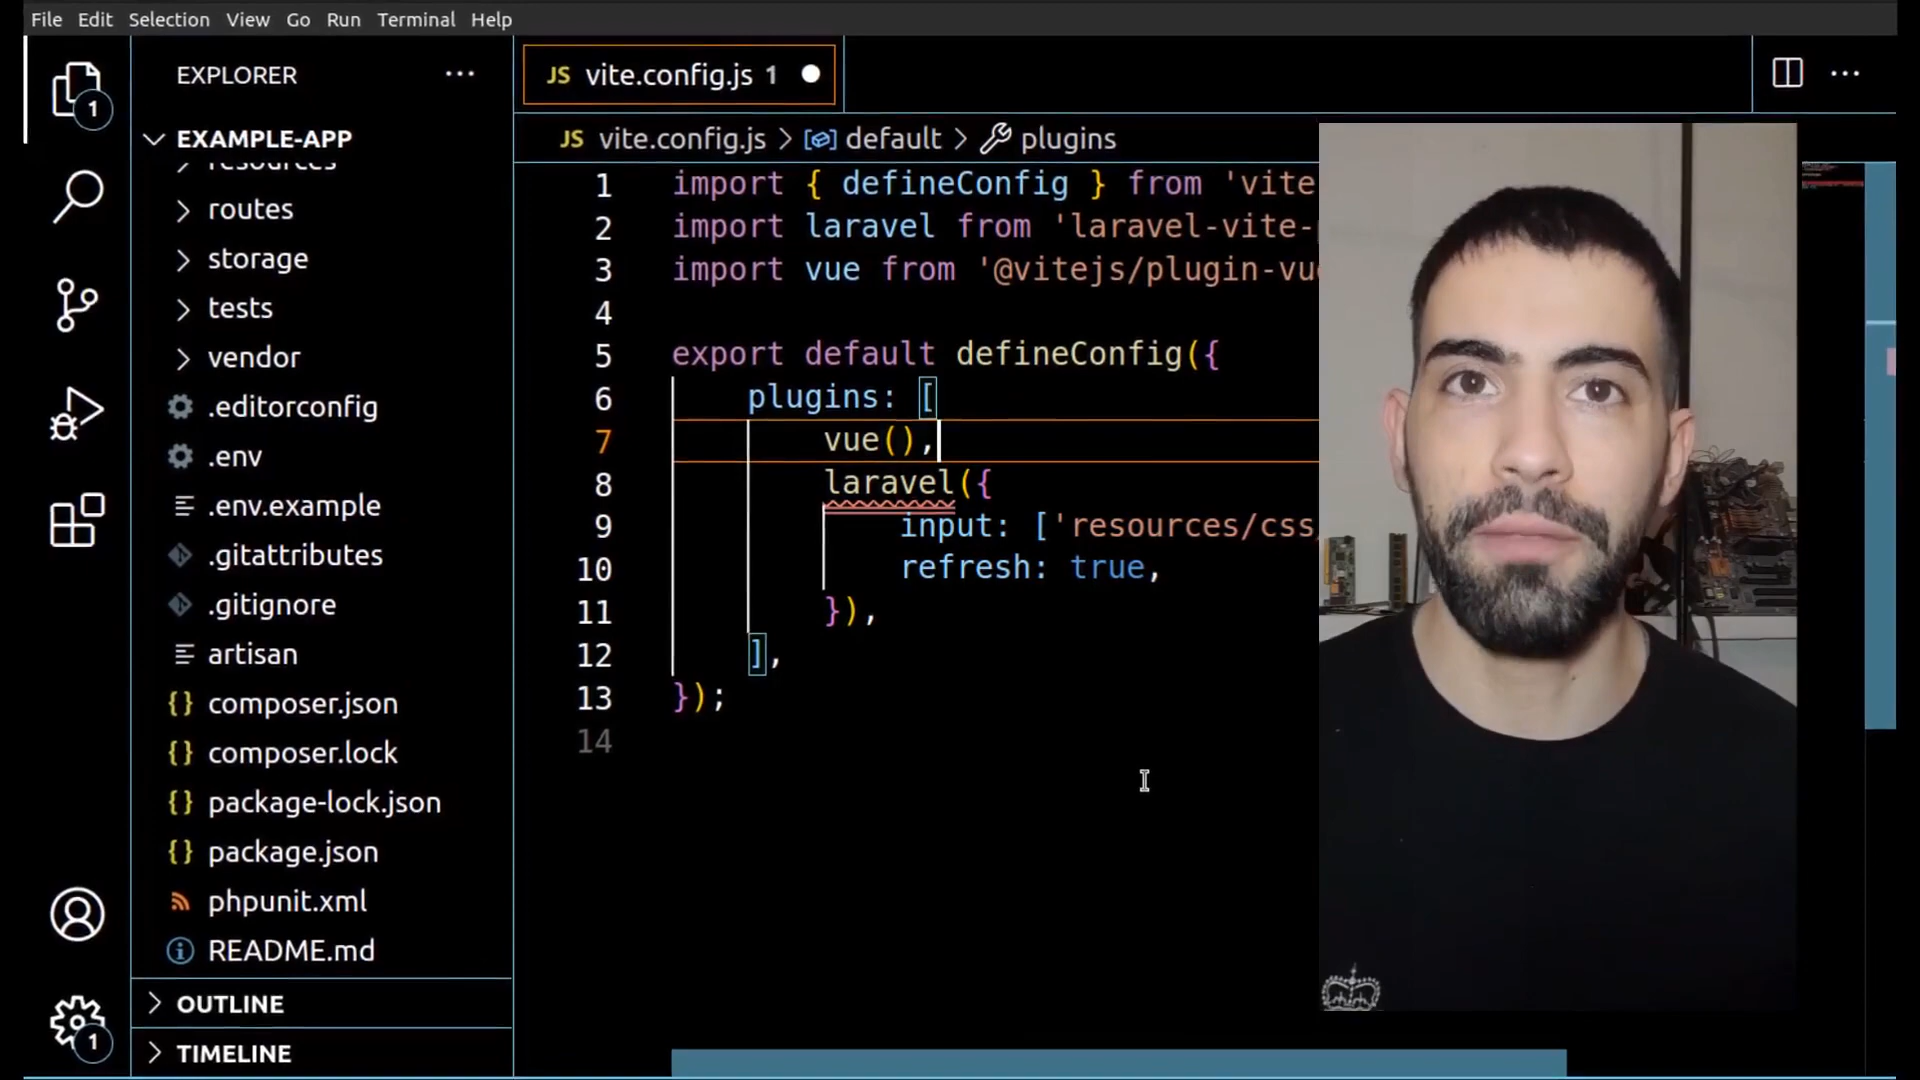 File Edit Selection View Go Run Terminal Help
EXPLORER
vite.config.js 1
EXAMPLE-APP
vite.config.js > default > plugins
resources
routes
storage
tests
vendor
.editorconfig
.env
.env.example
.gitattributes
.gitignore
artisan
composer.json
composer.lock
package-lock.json
package.json
phpunit.xml
README.md
OUTLINE
TIMELINE
1
1
JS
JS
1 import { defineConfig } from 'vite
2 import laravel from 'laravel-vite-
3 import vue from '@vitejs/plugin-vu
4
5 export default defineConfig({
6 plugins: [
7 vue(),
8 laravel({
9 input: ['resources/css
10 refresh: true,
11 }),
12 ],
13 });
14